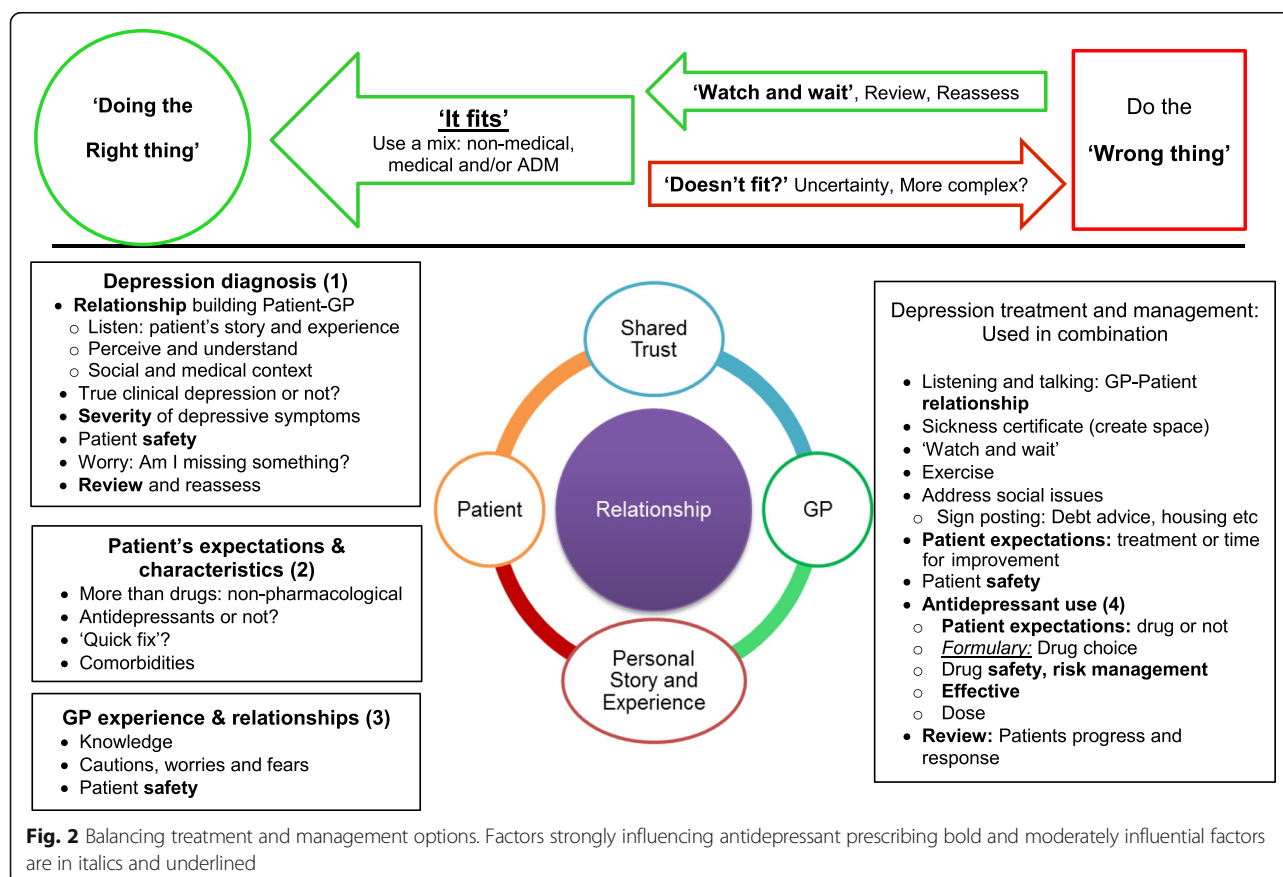 ‘Doing the
Right thing’
‘It fits’
Use a mix: non-medical,
medical and/or ADM
‘Watch and wait’, Review, Reassess
‘Doesn’t fit?’ Uncertainty, More complex?
Do the
‘Wrong thing’
Depression diagnosis (1)
• Relationship building Patient-GP
o Listen: patient’s story and experience
o Perceive and understand
o Social and medical context
• True clinical depression or not?
• Severity of depressive symptoms
• Patient safety
• Worry: Am I missing something?
• Review and reassess
Patient’s expectations &
characteristics (2)
• More than drugs: non-pharmacological
• Antidepressants or not?
• ‘Quick fix’?
• Comorbidities
GP experience & relationships (3)
• Knowledge
• Cautions, worries and fears
• Patient safety
Shared
Trust
Patient
Relationship
GP
Personal
Story and
Experience
Depression treatment and management:
Used in combination
• Listening and talking: GP-Patient
relationship
• Sickness certificate (create space)
• ‘Watch and wait’
• Exercise
• Address social issues
o Sign posting: Debt advice, housing etc
• Patient expectations: treatment or time
for improvement
• Patient safety
• Antidepressant use (4)
o Patient expectations: drug or not
o Formulary: Drug choice
o Drug safety, risk management
o Effective
o Dose
• Review: Patients progress and
response
Fig. 2 Balancing treatment and management options. Factors strongly influencing antidepressant prescribing bold and moderately influential factors
are in italics and underlined